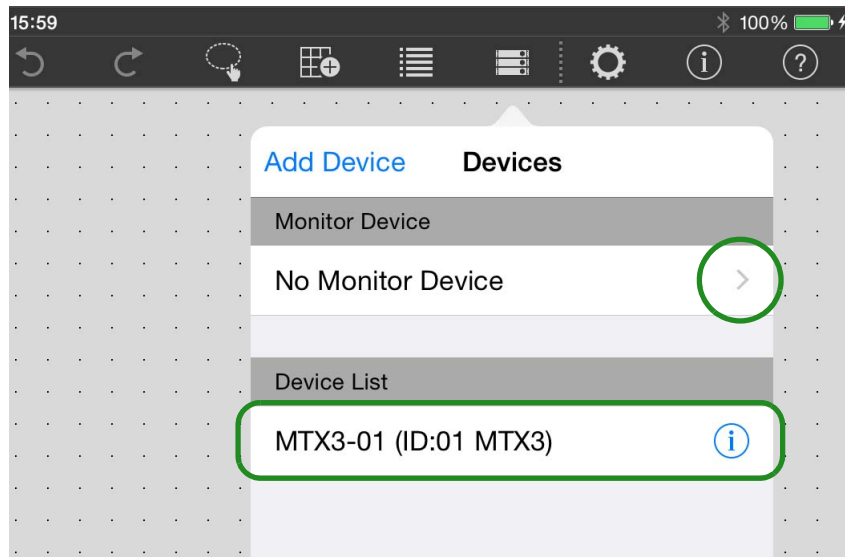 15:59
100%
Add Device Devices
Monitor Device
No Monitor Device
Device List
MTX3-01 (ID:01 MTX3)